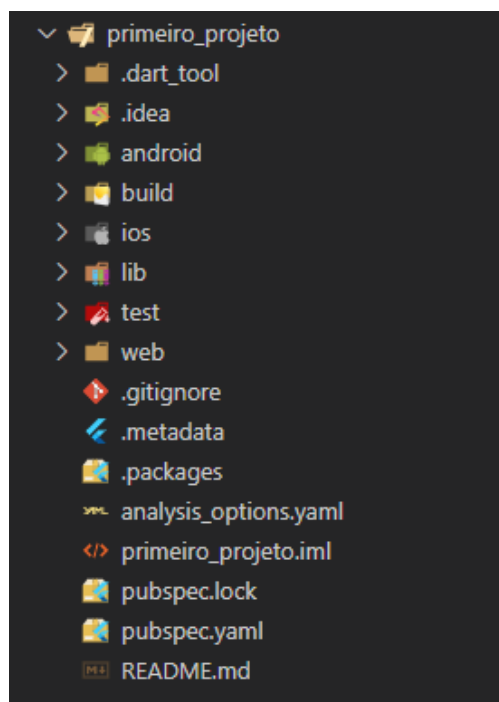 primeiro_projeto
.dart_tool
.idea
android
build
ios
lib
test
web
.gitignore
.metadata
.packages
analysis_options.yaml
primeiro_projeto.iml
pubspec.lock
pubspec.yaml
README.md